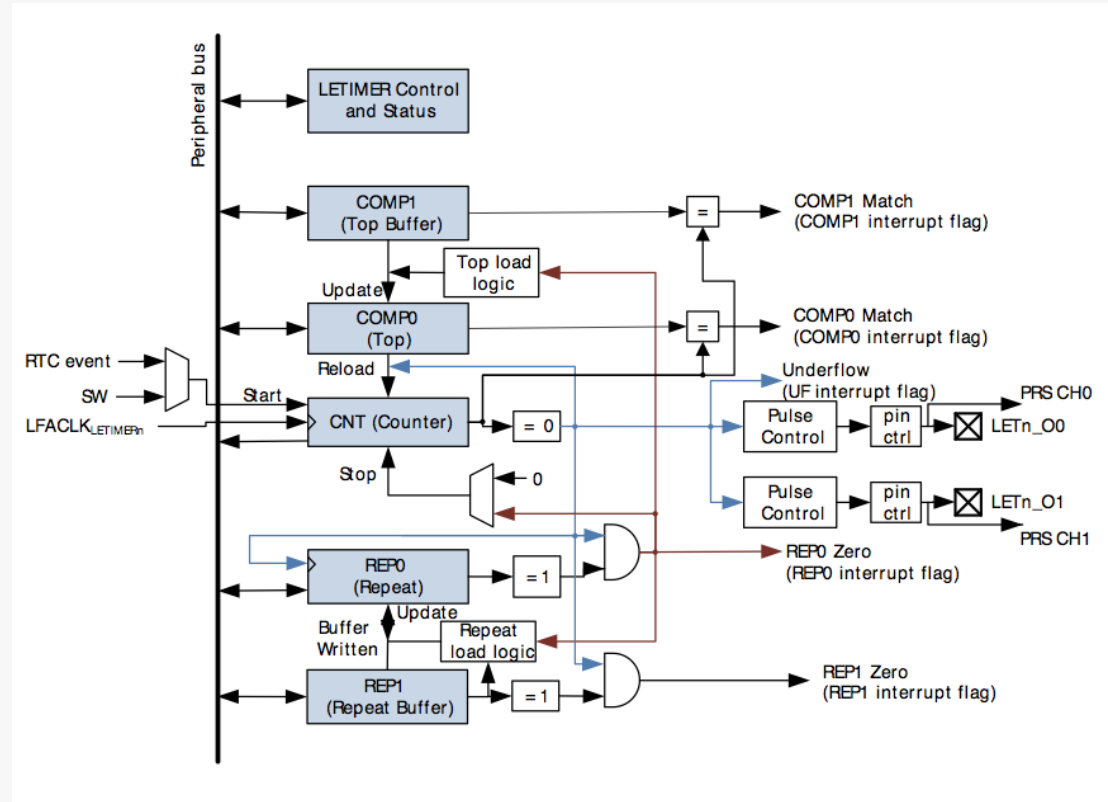 Peripheral bus
LETIMER Control
and Status
COMP1
(Top Buffer)
=
COMP1 Match
(COMP1 interrupt flag)
Top load
logic
Update
COMP0
(Top)
=
COMP0 Match
(COMP0 interrupt flag)
RTC event
SW
LFACLKLETIMERn
Start
Reload
CNT (Counter)
= 0
Underflow
(UF interrupt flag)
Pulse
Control
pin
ctrl
PRS CH0
LETn_O0
Stop
0
Pulse
Control
pin
ctrl
LETn_O1
PRS CH1
REP0
(Repeat)
= 1
REP0 Zero
(REP0 interrupt flag)
Update
Buffer
Written
Repeat
load logic
REP1
(Repeat Buffer)
= 1
REP1 Zero
(REP1 interrupt flag)